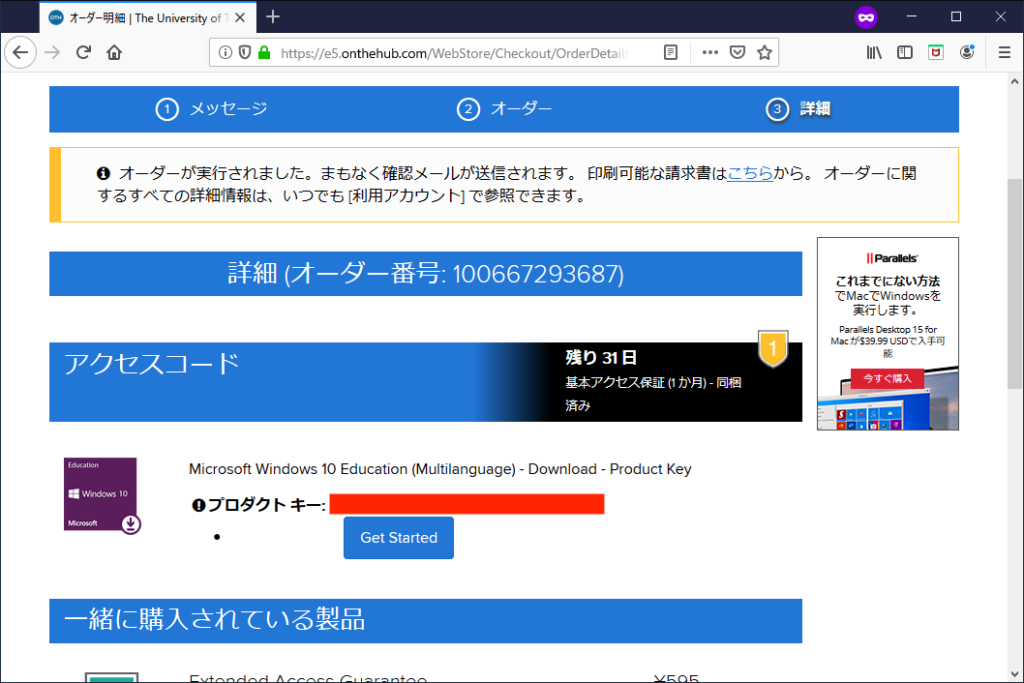 オーダー明細 | The University of T
https://e5.onthehub.com/WebStore/Checkout/OrderDetails
1 メッセージ
2 オーダー
3 詳細
オーダーが実行されました。まもなく確認メールが送信されます。 印刷可能な請求書はこちらから。 オーダーに関
するすべての詳細情報は、いつでも [利用アカウント] で参照できます。
詳細 (オーダー番号: 100667293687)
Parallels
これまでにない方法
でMacでWindowsを
実行します。
Parallels Desktop 15 for
Macが$39.99 USDで入手可
能
今すぐ購入
アクセスコード
残り 31 日
基本アクセス保証 (1 か月) - 同梱
済み
1
Education
Windows 10
Microsoft
Microsoft Windows 10 Education (Multilanguage) - Download - Product Key
プロダクト キー:
Get Started
一緒に購入されている製品
Extended Access Guarantee
¥595